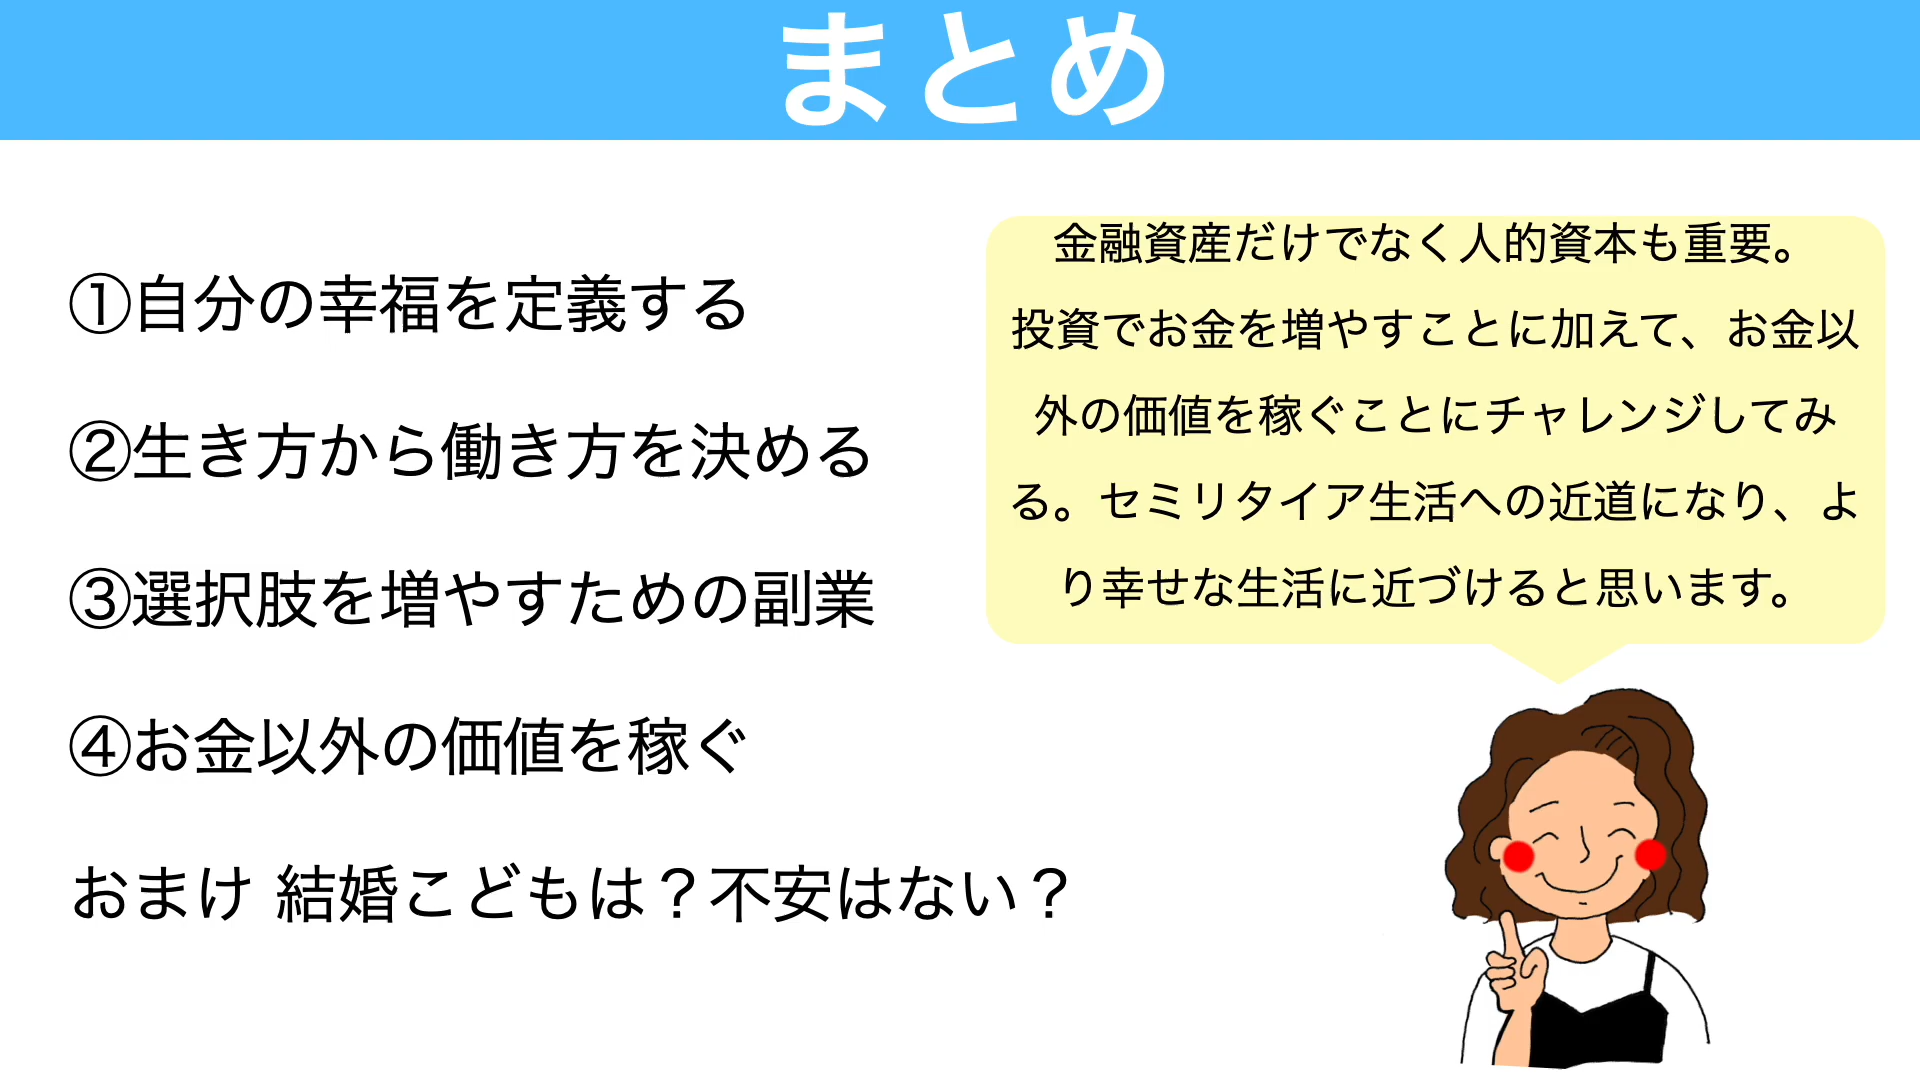 まとめ
①自分の幸福を定義する
②生き方から働き方を決める
③選択肢を増やすための副業
④お金以外の価値を稼ぐ
おまけ 結婚こどもは？不安はない？
金融資産だけでなく人的資本も重要。
投資でお金を増やすことに加えて、お金以
外の価値を稼ぐことにチャレンジしてみ
る。セミリタイア生活への近道になり、よ
り幸せな生活に近づけると思います。